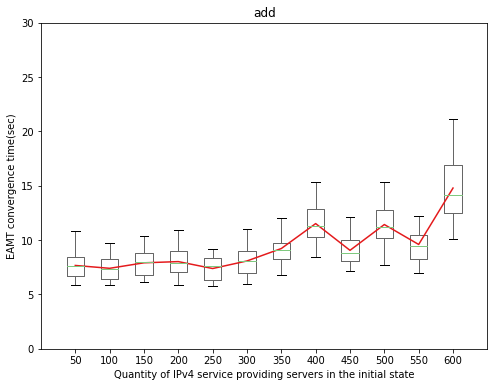 add
30
25
20
15
10
5
0
EAMT convergence time(sec)
50 100 150 200 250 300 350 400 450 500 550 600
Quantity of IPv4 service providing servers in the initial state